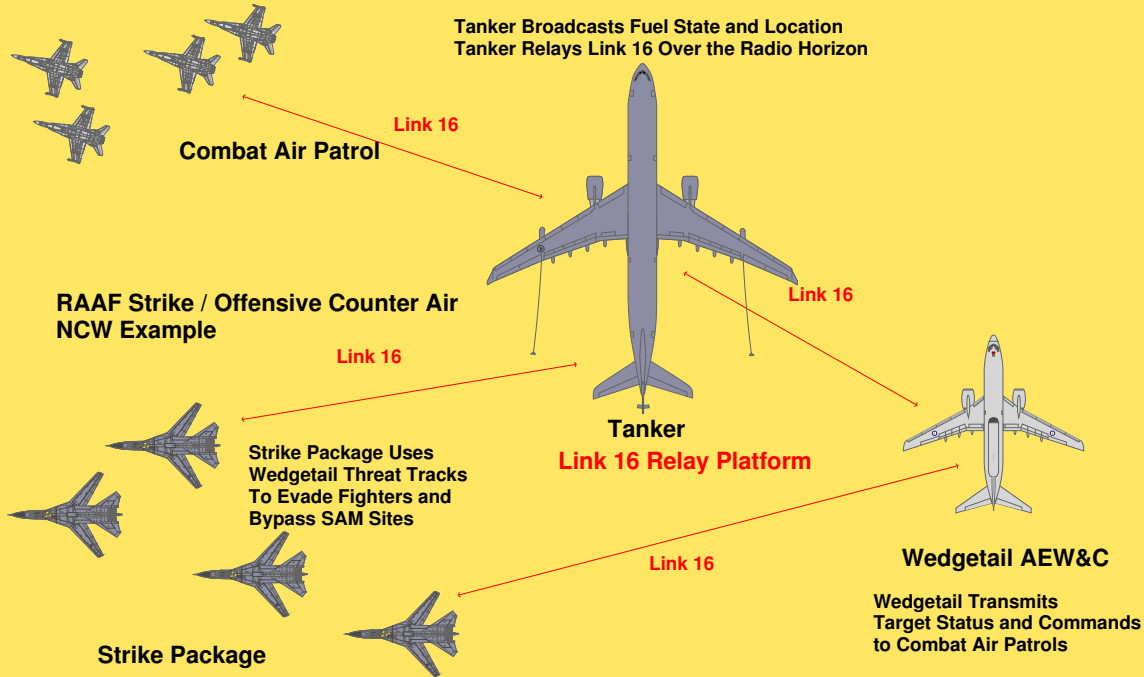 Tanker Broadcasts Fuel State and Location
Tanker Relays Link 16 Over the Radio Horizon
Link 16
Combat Air Patrol
RAAF Strike / Offensive Counter Air
NCW Example
Link 16
Link 16
Tanker
Link 16 Relay Platform
Strike Package Uses
Wedgetail Threat Tracks
To Evade Fighters and
Bypass SAM Sites
Link 16
Wedgetail AEW&C
Wedgetail Transmits
Target Status and Commands
to Combat Air Patrols
Strike Package